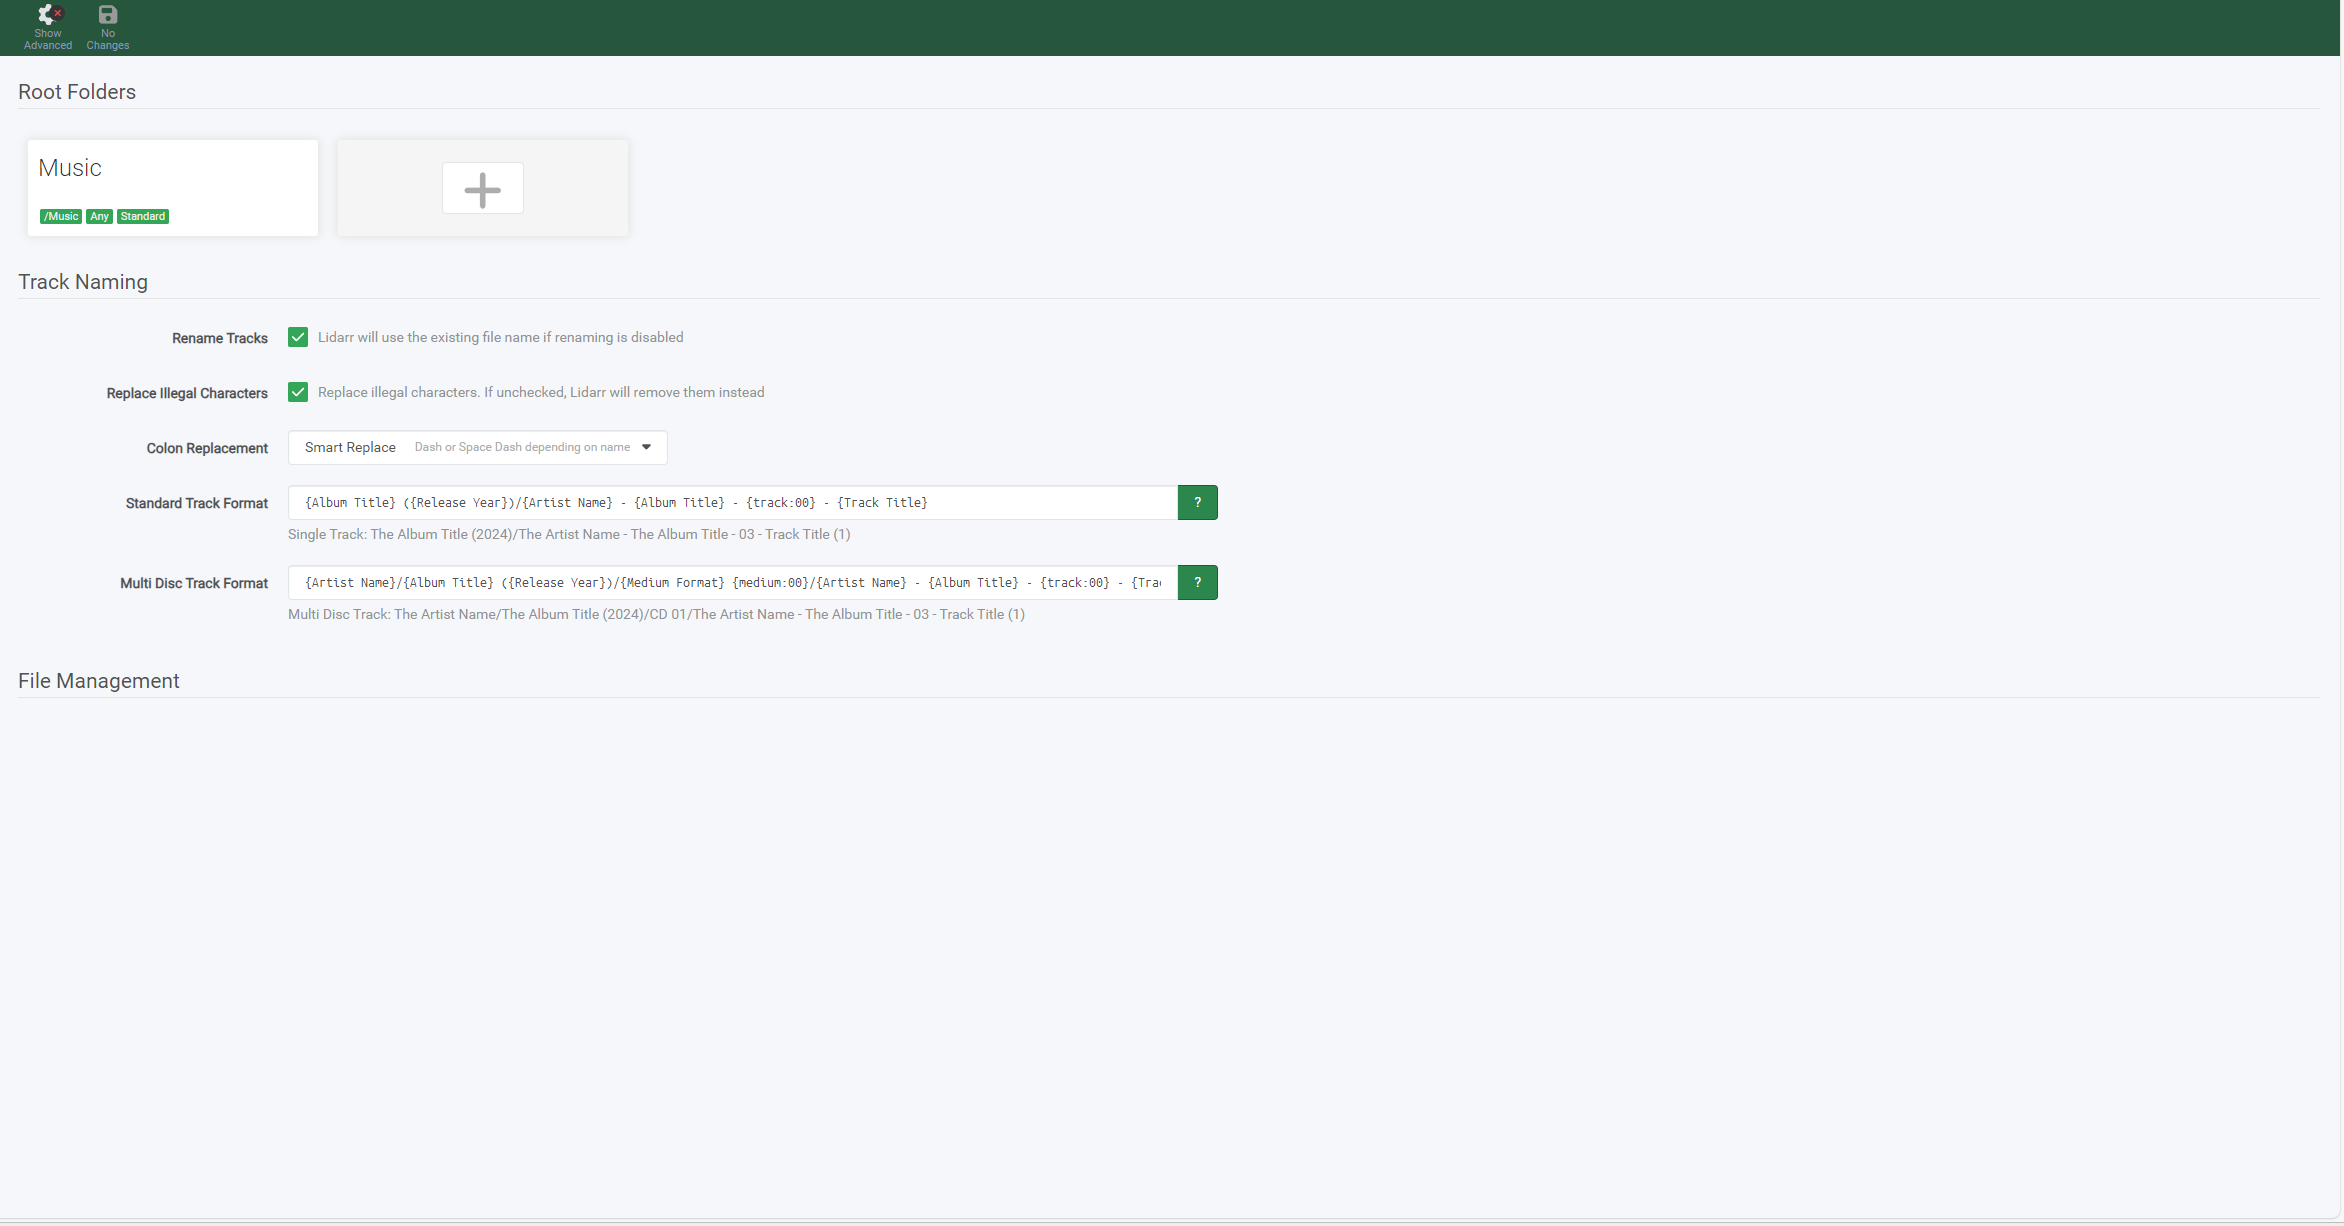 Show
Advanced
No
Changes
Root Folders
Music
/Music Any Standard
Track Naming
Rename Tracks
Lidarr will use the existing file name if renaming is disabled
Replace Illegal Characters
Replace illegal characters. If unchecked, Lidarr will remove them instead
Colon Replacement
Smart Replace Dash or Space Dash depending on name
Standard Track Format
{Album Title} ({Release Year})/{Artist Name} - {Album Title} - {track:00} - {Track Title}
?
Single Track: The Album Title (2024)/The Artist Name - The Album Title - 03 - Track Title (1)
Multi Disc Track Format
{Artist Name}/{Album Title} ({Release Year})/{Medium Format} {medium:00}/{Artist Name} - {Album Title} - {track:00} - {Tra
?
Multi Disc Track: The Artist Name/The Album Title (2024)/CD 01/The Artist Name - The Album Title - 03 - Track Title (1)
File Management